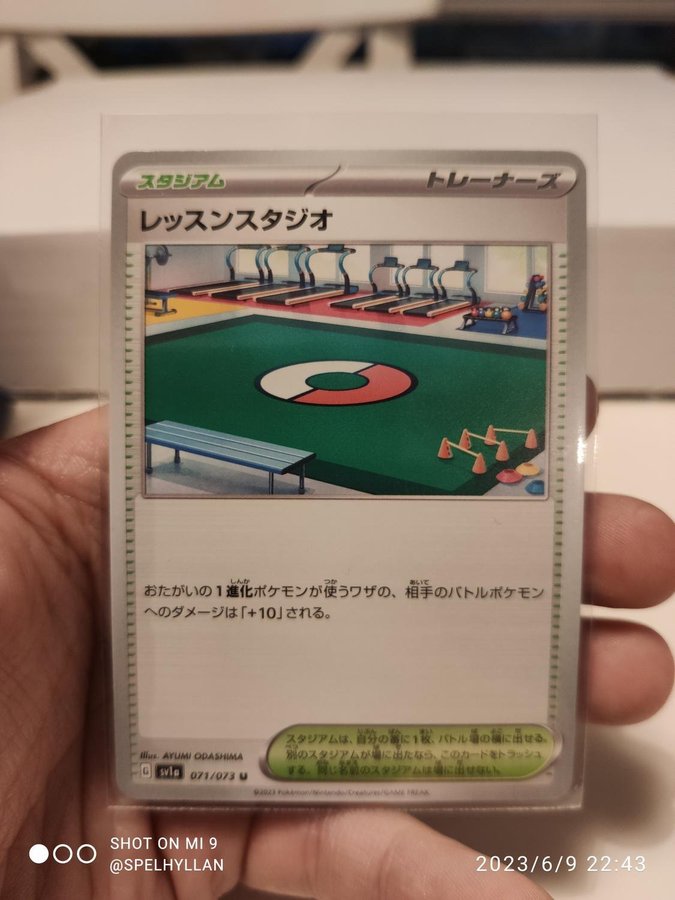 スタジアム トレーナーズ
レッスンスタジオ
おたがいの1進化ポケモンが使うワザの、相手のバトルポケモン
へのダメージは「+10」される。
スタジアムは、自分の番に1枚、バトル場の横に出せる。
別のスタジアムが場に出たなら、このカードをトラッシュ
する。同じ名前のスタジアムは場に出せない。
Illus. AYUMI ODASHIMA
G sv1a 071/073 U
©2023 Pokémon/Nintendo/Creatures/GAME FREAK.
SHOT ON MI 9
@SPELHYLLAN
2023/6/9 22:43